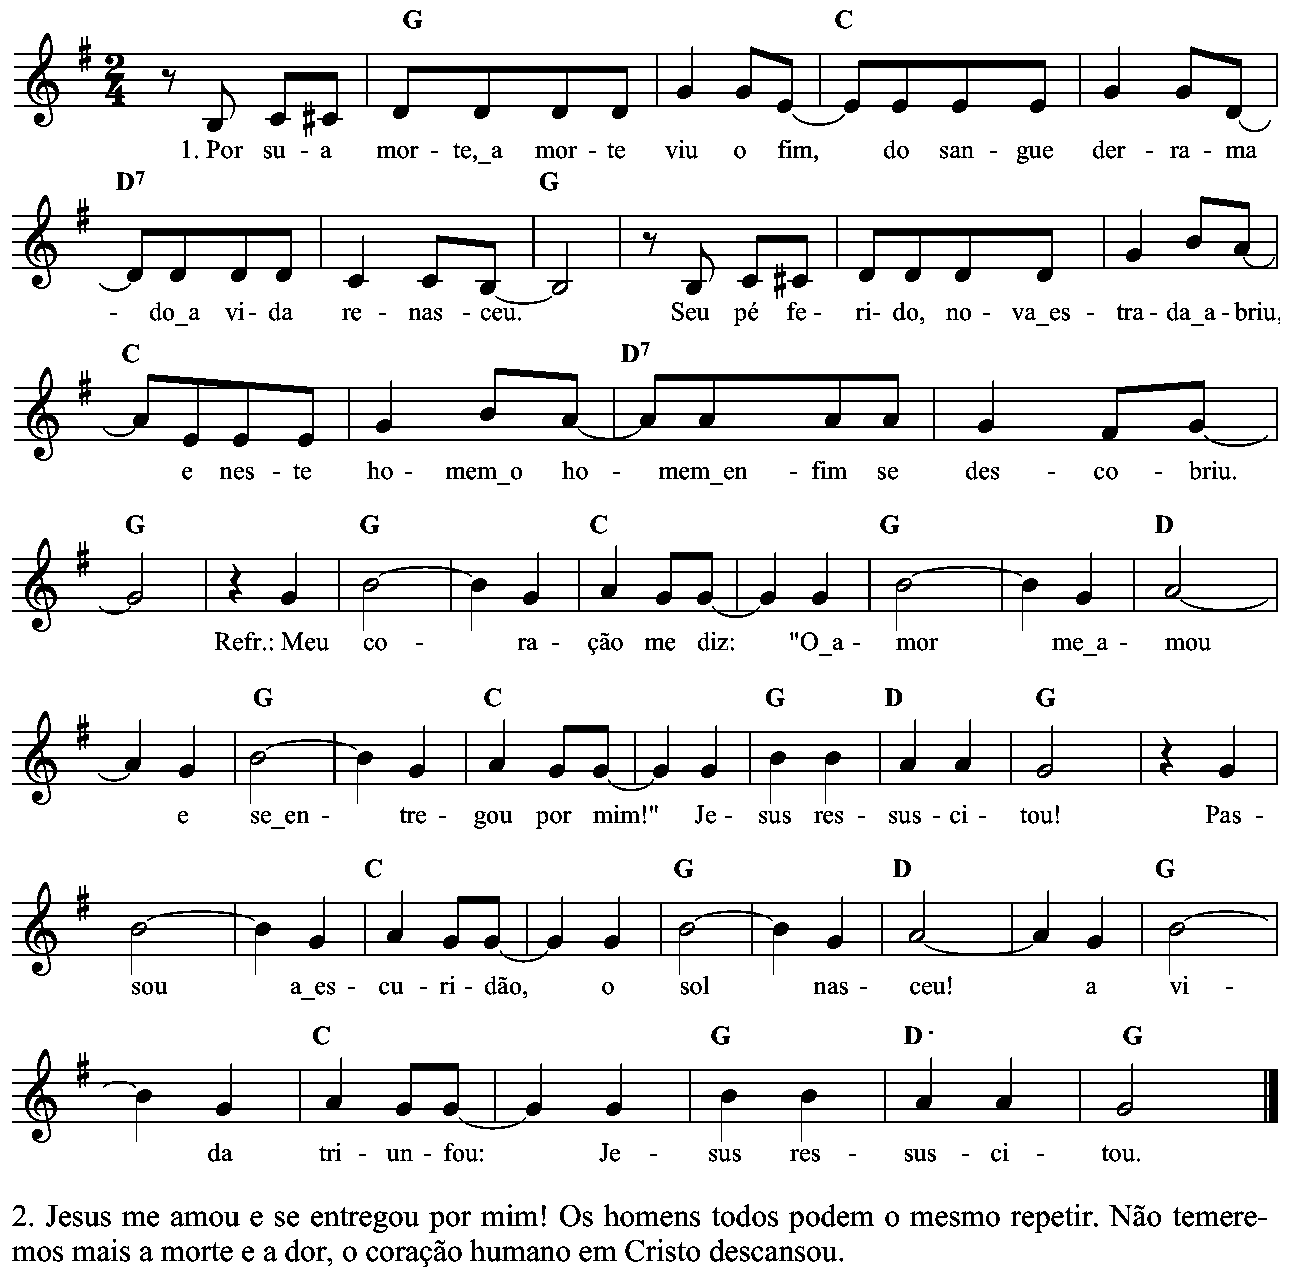 G C
2
4
1. Por su - a mor - te,_a mor - te viu o fim, do san - gue der - ra - ma
D7 G
- do_a vi - da re - nas - ceu. Seu pé fe - ri - do, no - va_es - tra - da_a - briu,
C D7
e nes - te ho - mem_o ho - mem_en - fim se des - co - briu.
G G C G D
Refr.: Meu co - ra - ção me diz: "O_a - mor me_a - mou
G C G D G
e se_en - tre - gou por mim!" Je - sus res - sus - ci - tou! Pas -
C G D G
sou a_es - cu - ri - dão, o sol nas - ceu! a vi -
C G D G
da tri - un - fou: Je - sus res - sus - ci - tou.
2. Jesus me amou e se entregou por mim! Os homens todos podem o mesmo repetir. Não temere-
mos mais a morte e a dor, o coração humano em Cristo descansou.